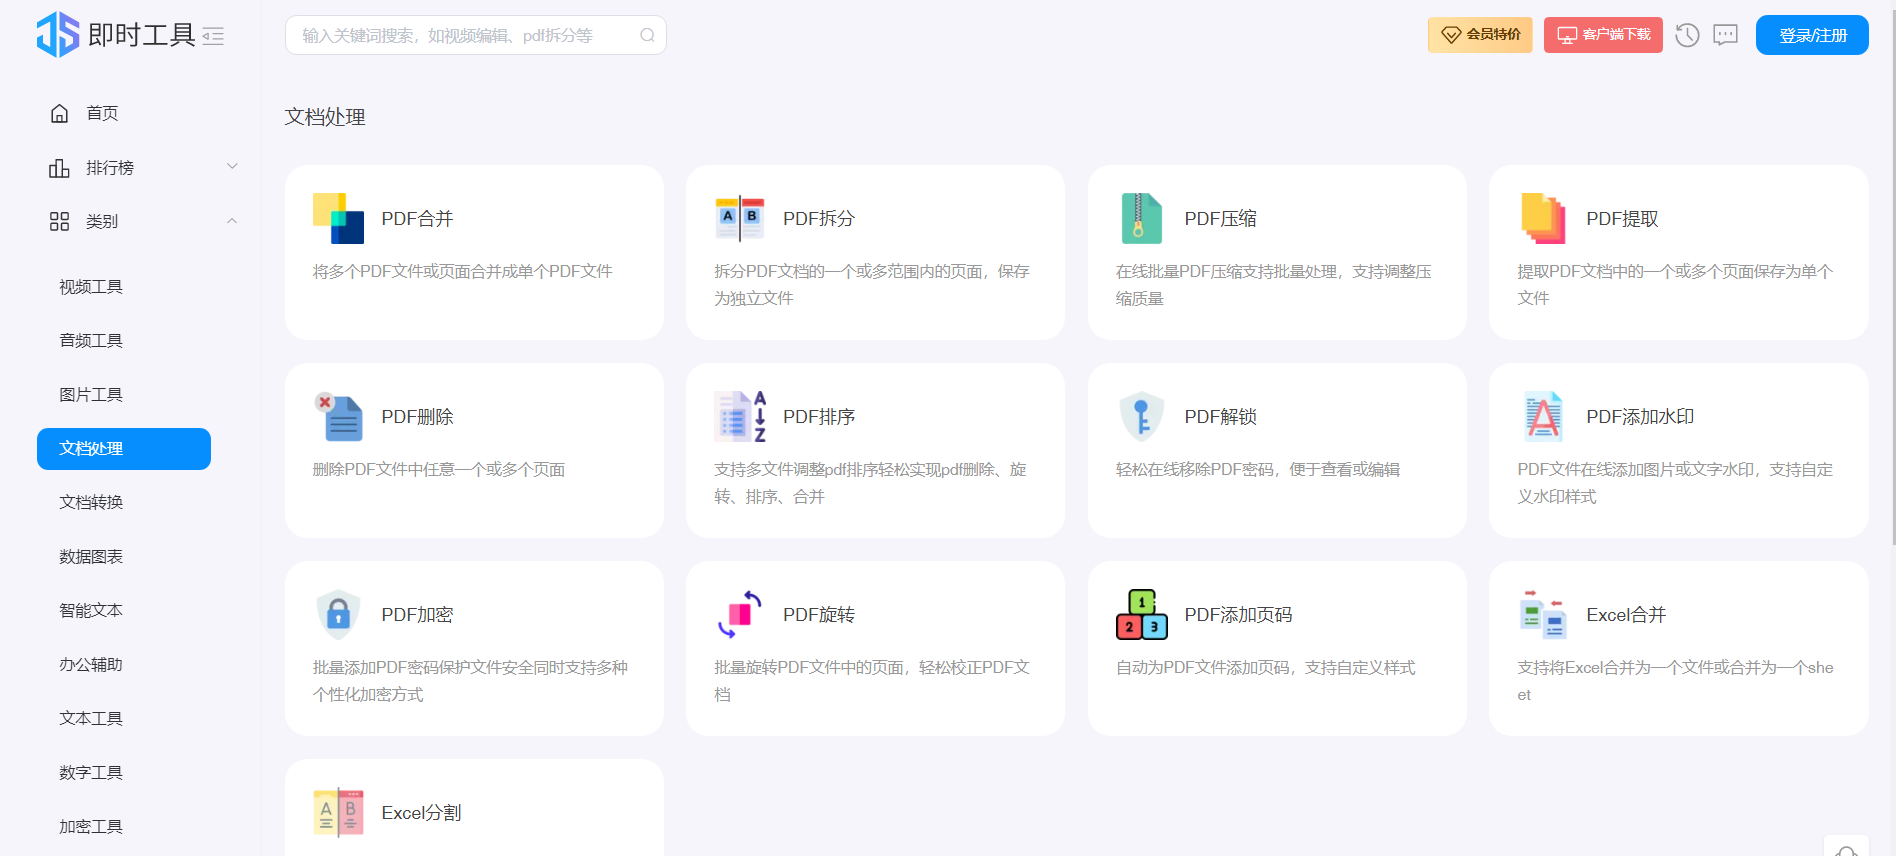 即时工具
输入关键词搜索，如视频编辑、pdf拆分等
会员特价
客户端下载
登录/注册
首页
排行榜
类别
视频工具
音频工具
图片工具
文档处理
文档转换
数据图表
智能文本
办公辅助
文本工具
数字工具
加密工具
文档处理
PDF合并
将多个PDF文件或页面合并成单个PDF文件
A B
PDF拆分
拆分PDF文档的一个或多范围内的页面，保存
为独立文件
PDF压缩
在线批量PDF压缩支持批量处理，支持调整压
缩质量
PDF提取
提取PDF文档中的一个或多个页面保存为单个
文件
PDF删除
删除PDF文件中任意一个或多个页面
A
Z
PDF排序
支持多文件调整pdf排序轻松实现pdf删除、旋
转、排序、合并
PDF解锁
轻松在线移除PDF密码，便于查看或编辑
A
PDF添加水印
PDF文件在线添加图片或文字水印，支持自定
义水印样式
PDF加密
批量添加PDF密码保护文件安全同时支持多种
个性化加密方式
PDF旋转
批量旋转PDF文件中的页面，轻松校正PDF文
档
1
2 3
PDF添加页码
自动为PDF文件添加页码，支持自定义样式
Excel合并
支持将Excel合并为一个文件或合并为一个she
et
A B
Excel分割